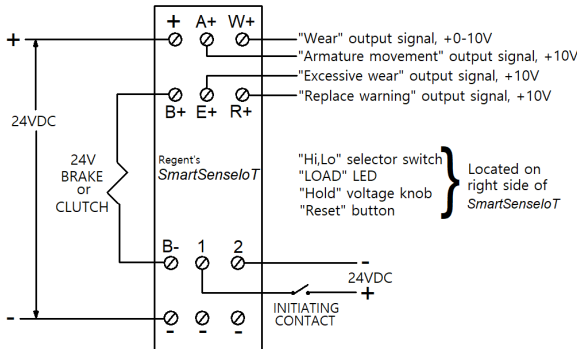 + A+ W+
+
"Wear" output signal, +0-10V
"Armature movement" output signal, +10V
"Excessive wear" output signal, +10V
"Replace warning" output signal, +10V
B+ E+ R+
24VDC
24V
BRAKE
or
CLUTCH
Regent's
SmartSenseIoT
"Hi,Lo" selector switch
"LOAD" LED
"Hold" voltage knob
"Reset" button
Located on
right side of
SmartSenseIoT
B- 1 2
-
24VDC
+
INITIATING
CONTACT
-
- - -